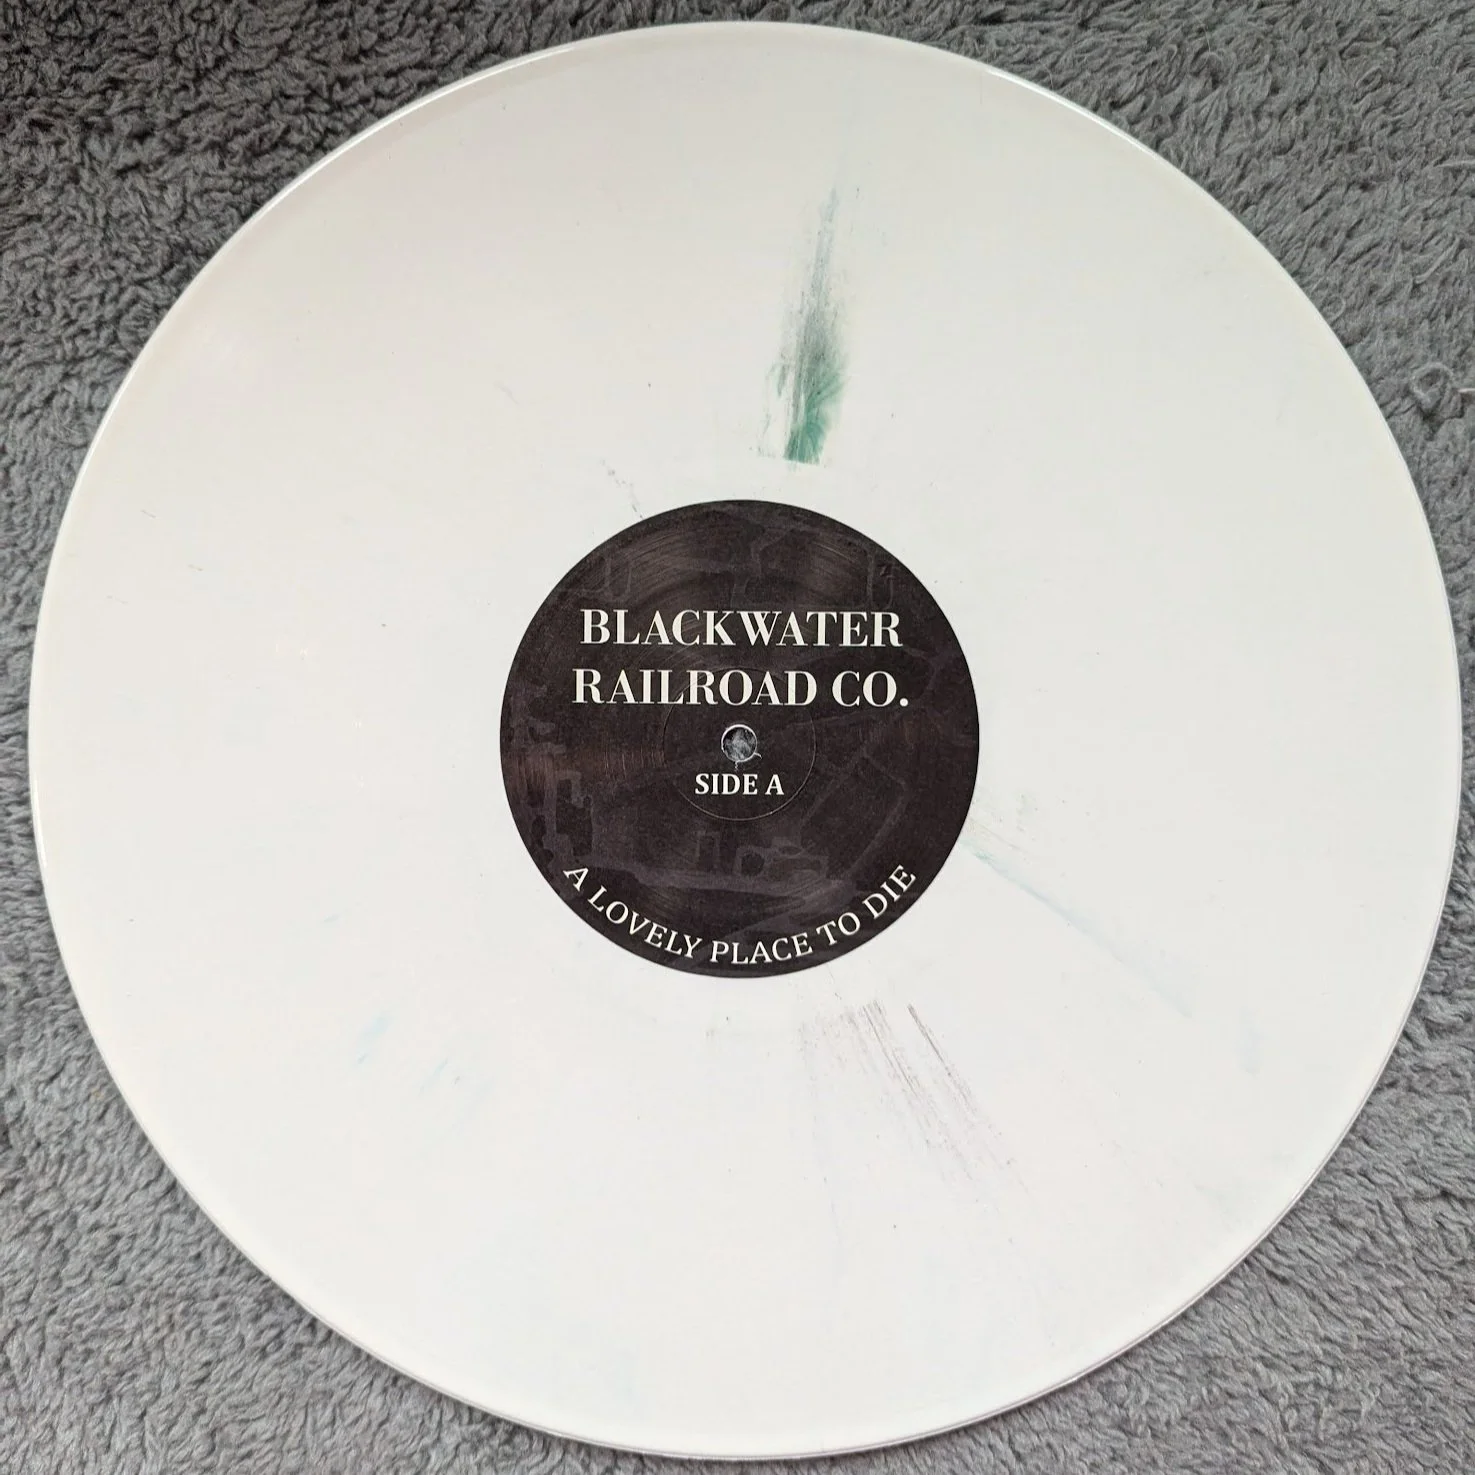 BLACKWATER
RAILROAD CO.
SIDE A
A LOVELY PLACE TO DIE